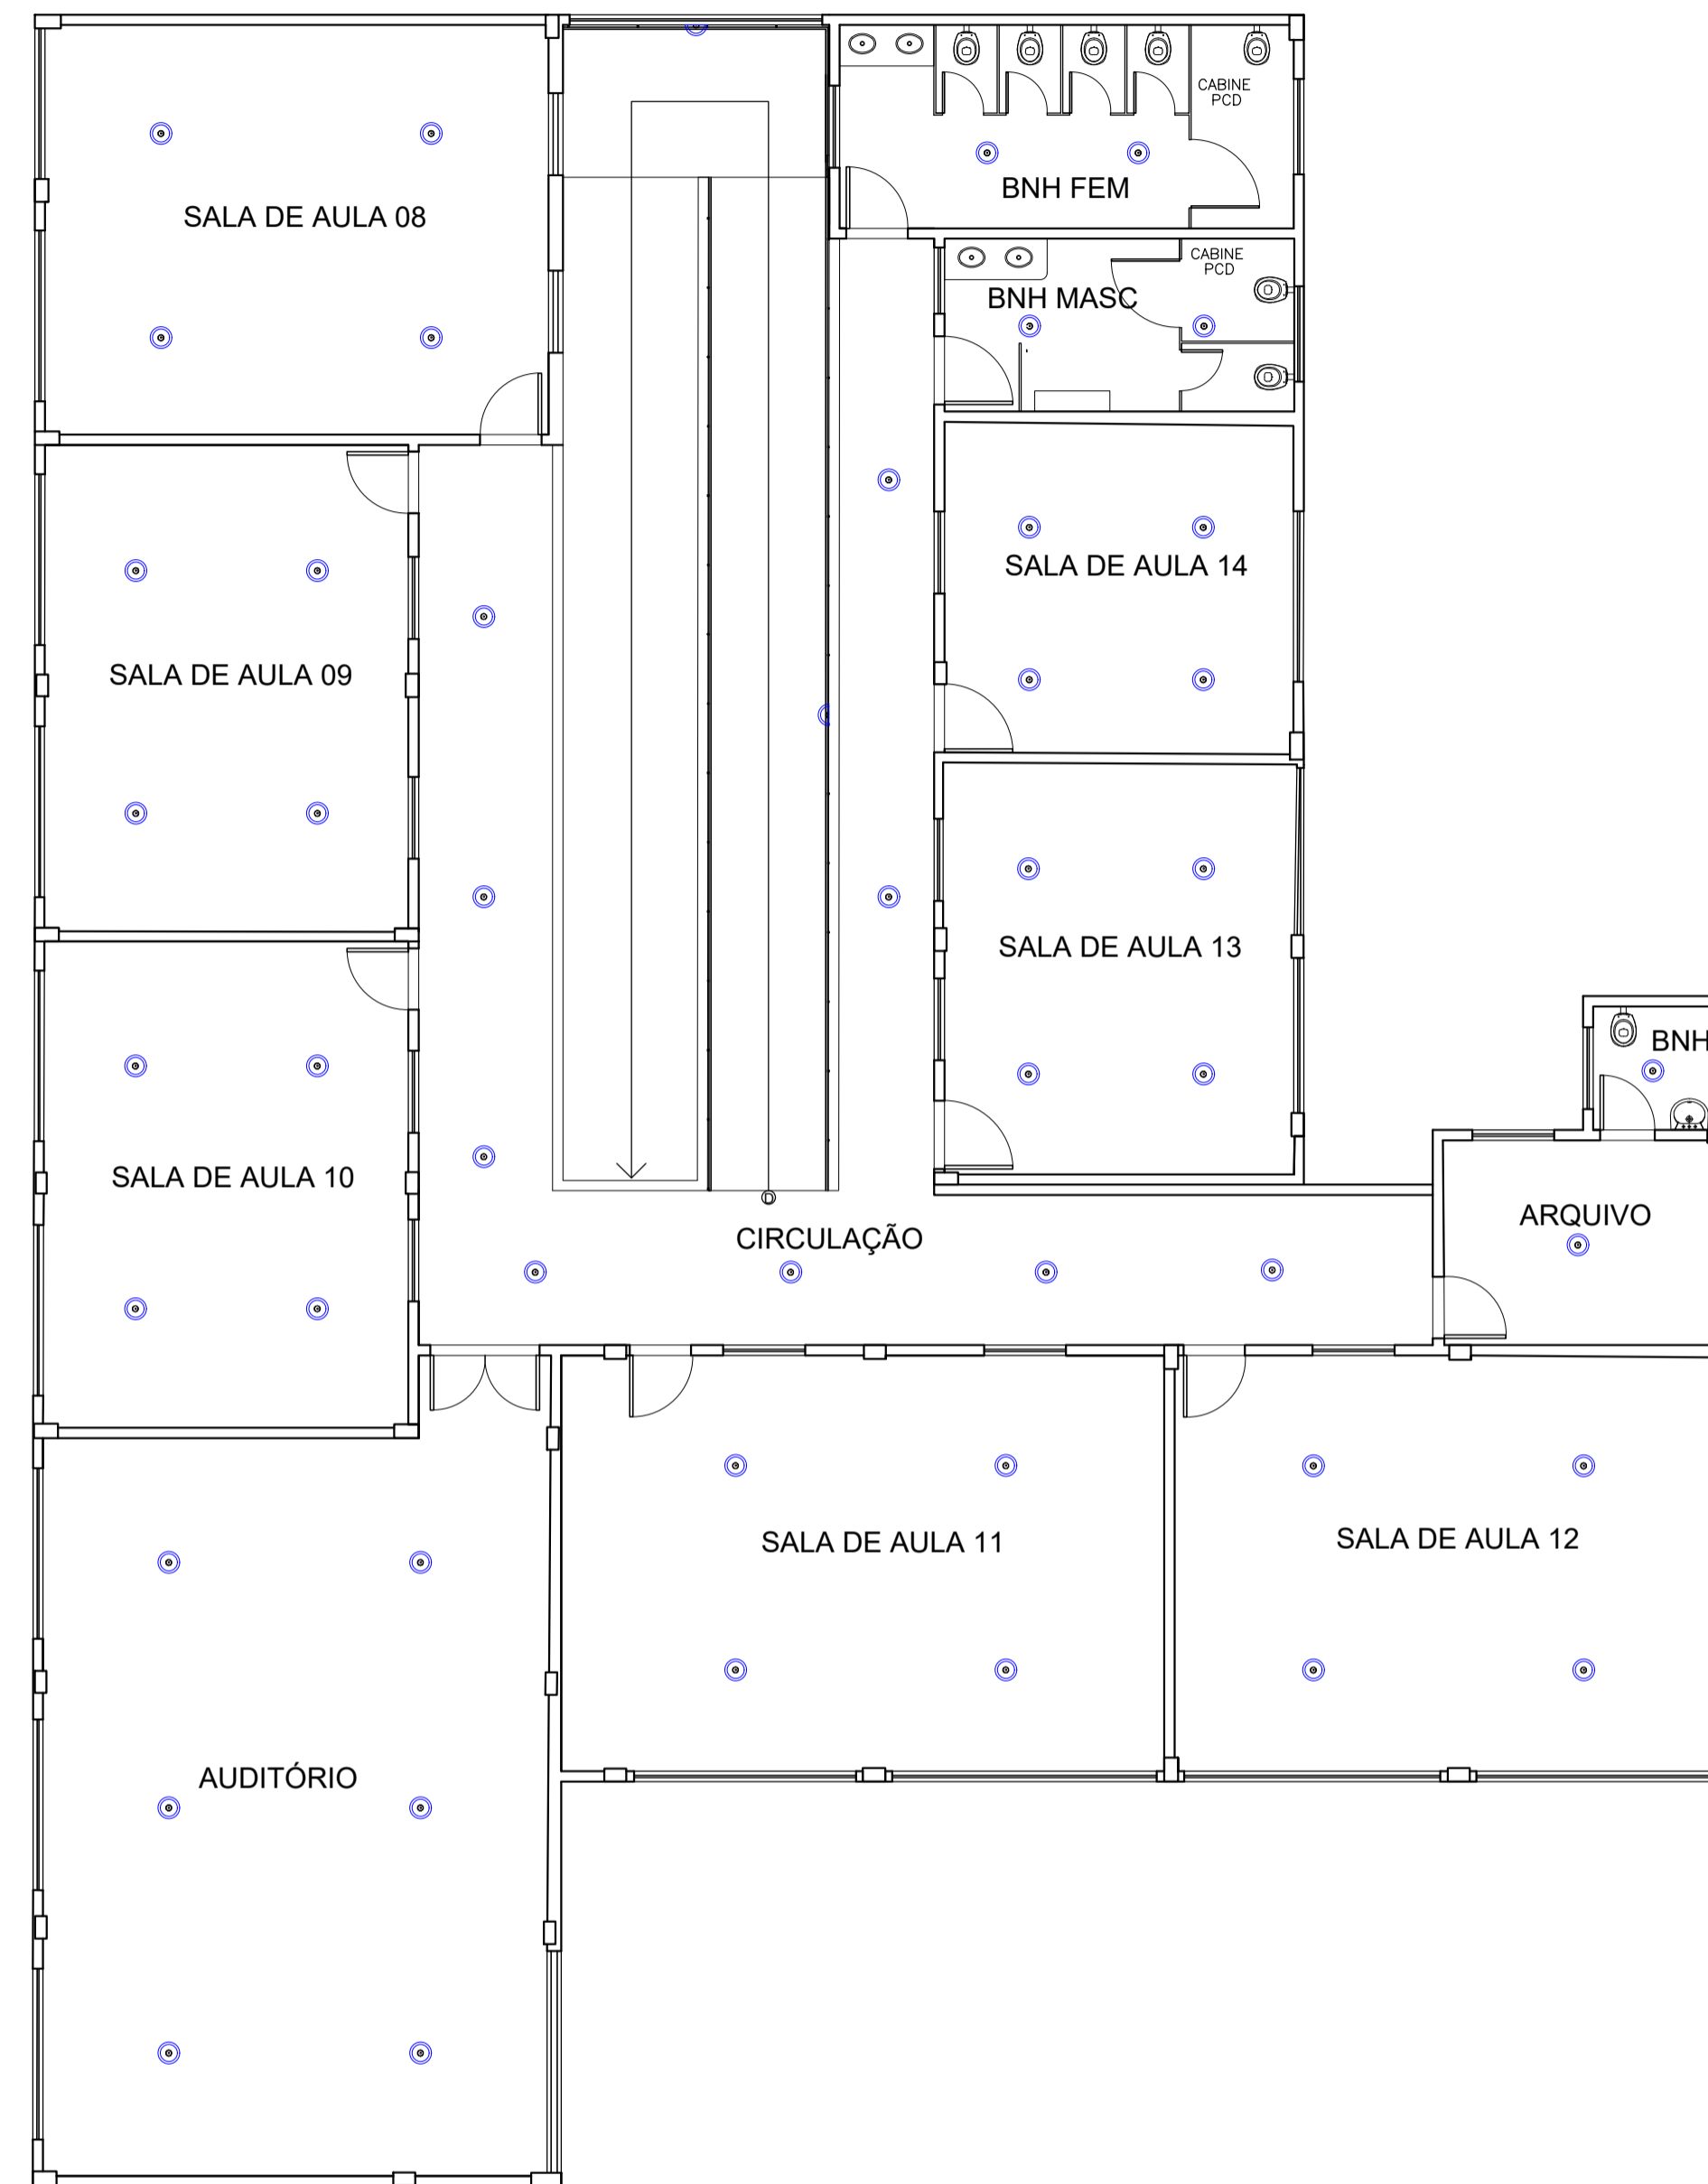 CABINE
PCD
BNH FEM
SALA DE AULA 08
CABINE
PCD
BNH MASC
SALA DE AULA 14
SALA DE AULA 09
SALA DE AULA 13
BNH
SALA DE AULA 10
D
ARQUIVO
CIRCULAÇÃO
SALA DE AULA 11
SALA DE AULA 12
AUDITÓRIO